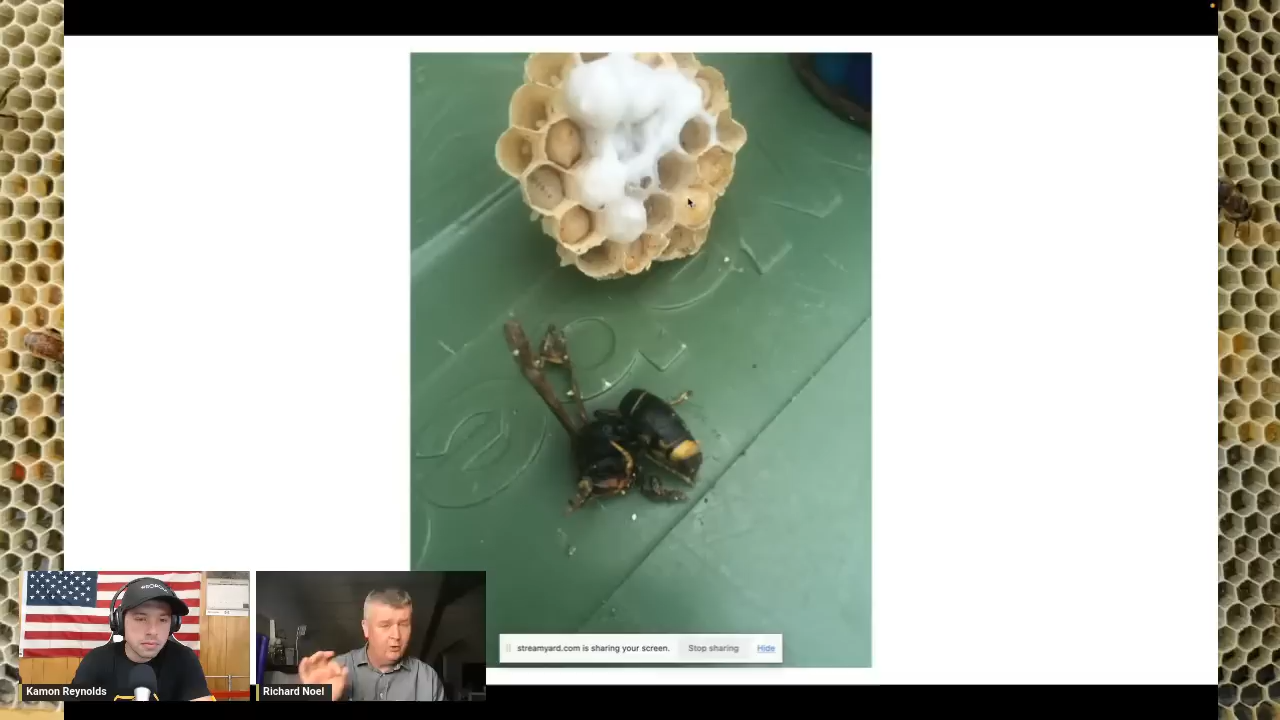 streamyard.com is sharing your screen. Stop sharing Hide
Kamon Reynolds
Richard Noel